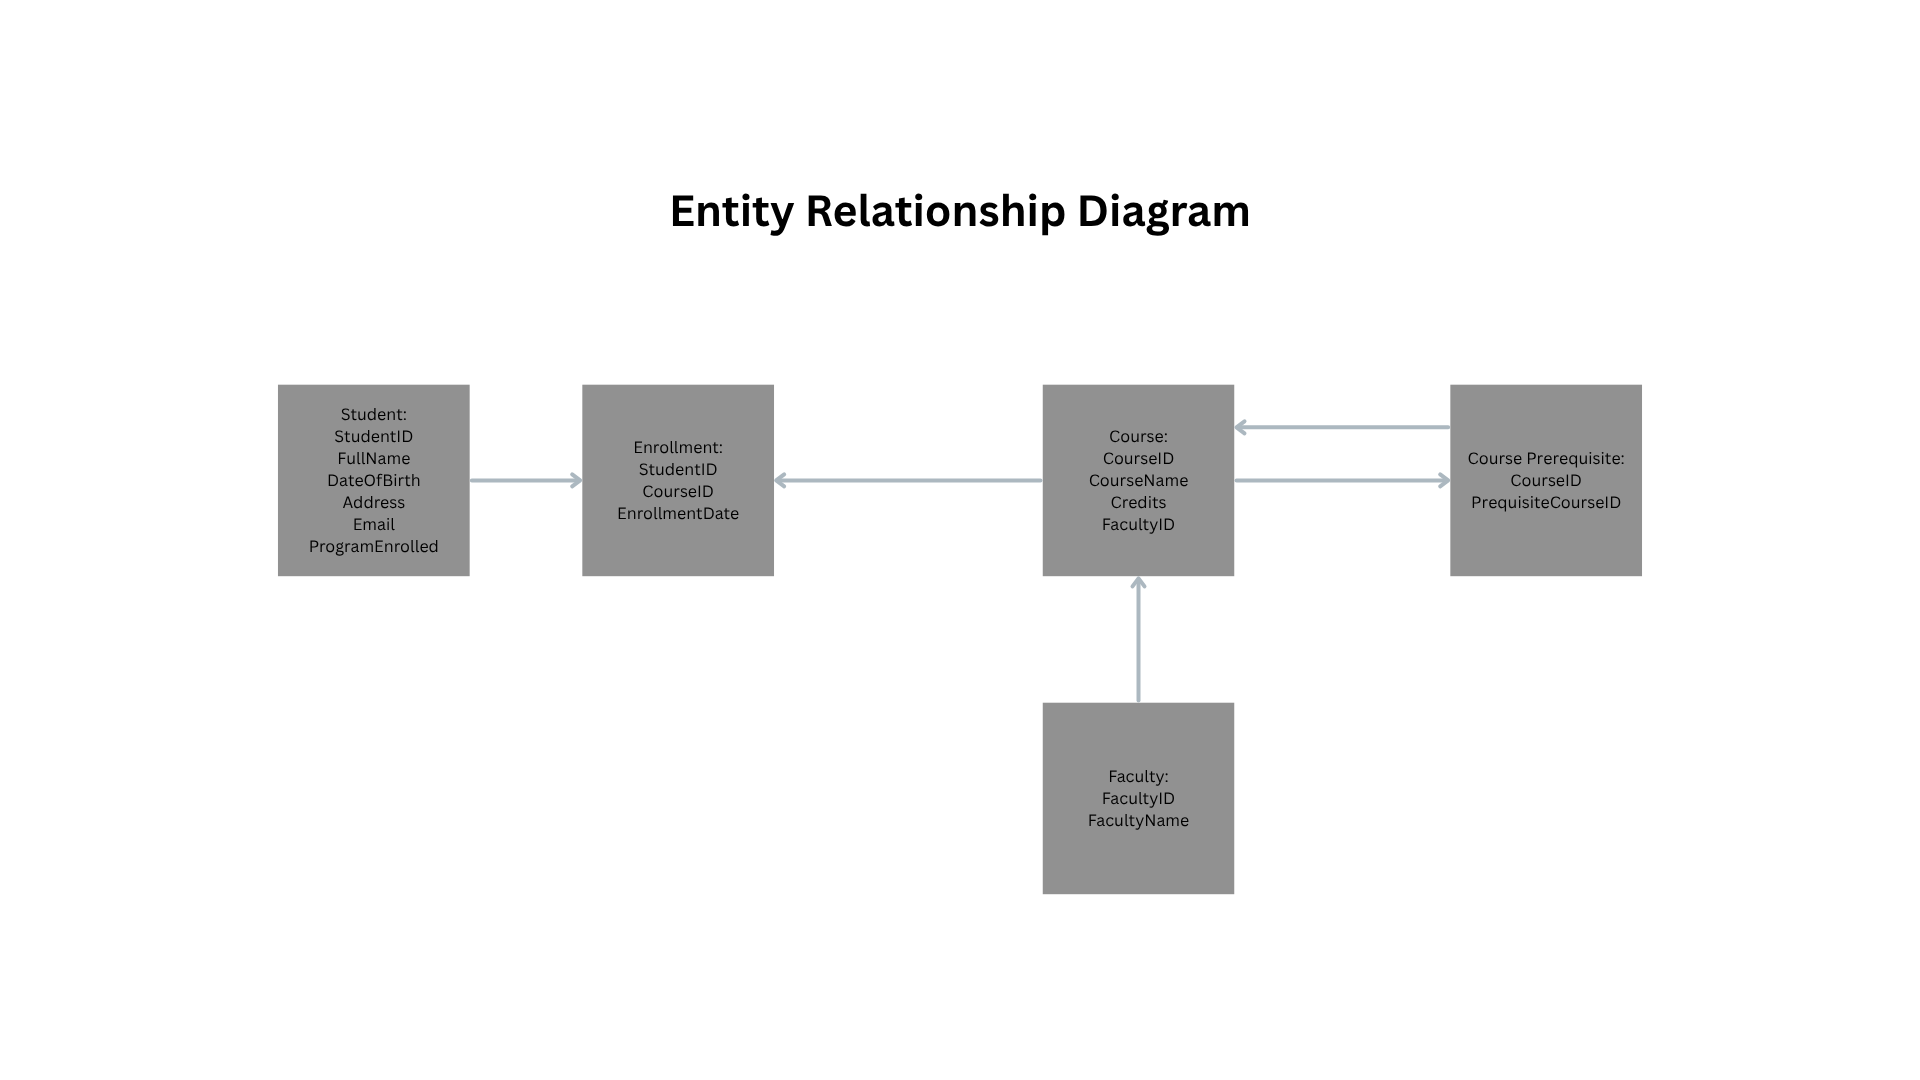 Entity Relationship Diagram
Student:
StudentID
FullName
DateOfBirth
Address
Email
ProgramEnrolled
Enrollment:
StudentID
CourseID
EnrollmentDate
Course:
CourseID
CourseName
Credits
FacultyID
Course Prerequisite:
CourseID
PrequisiteCourseID
Faculty:
FacultyID
FacultyName